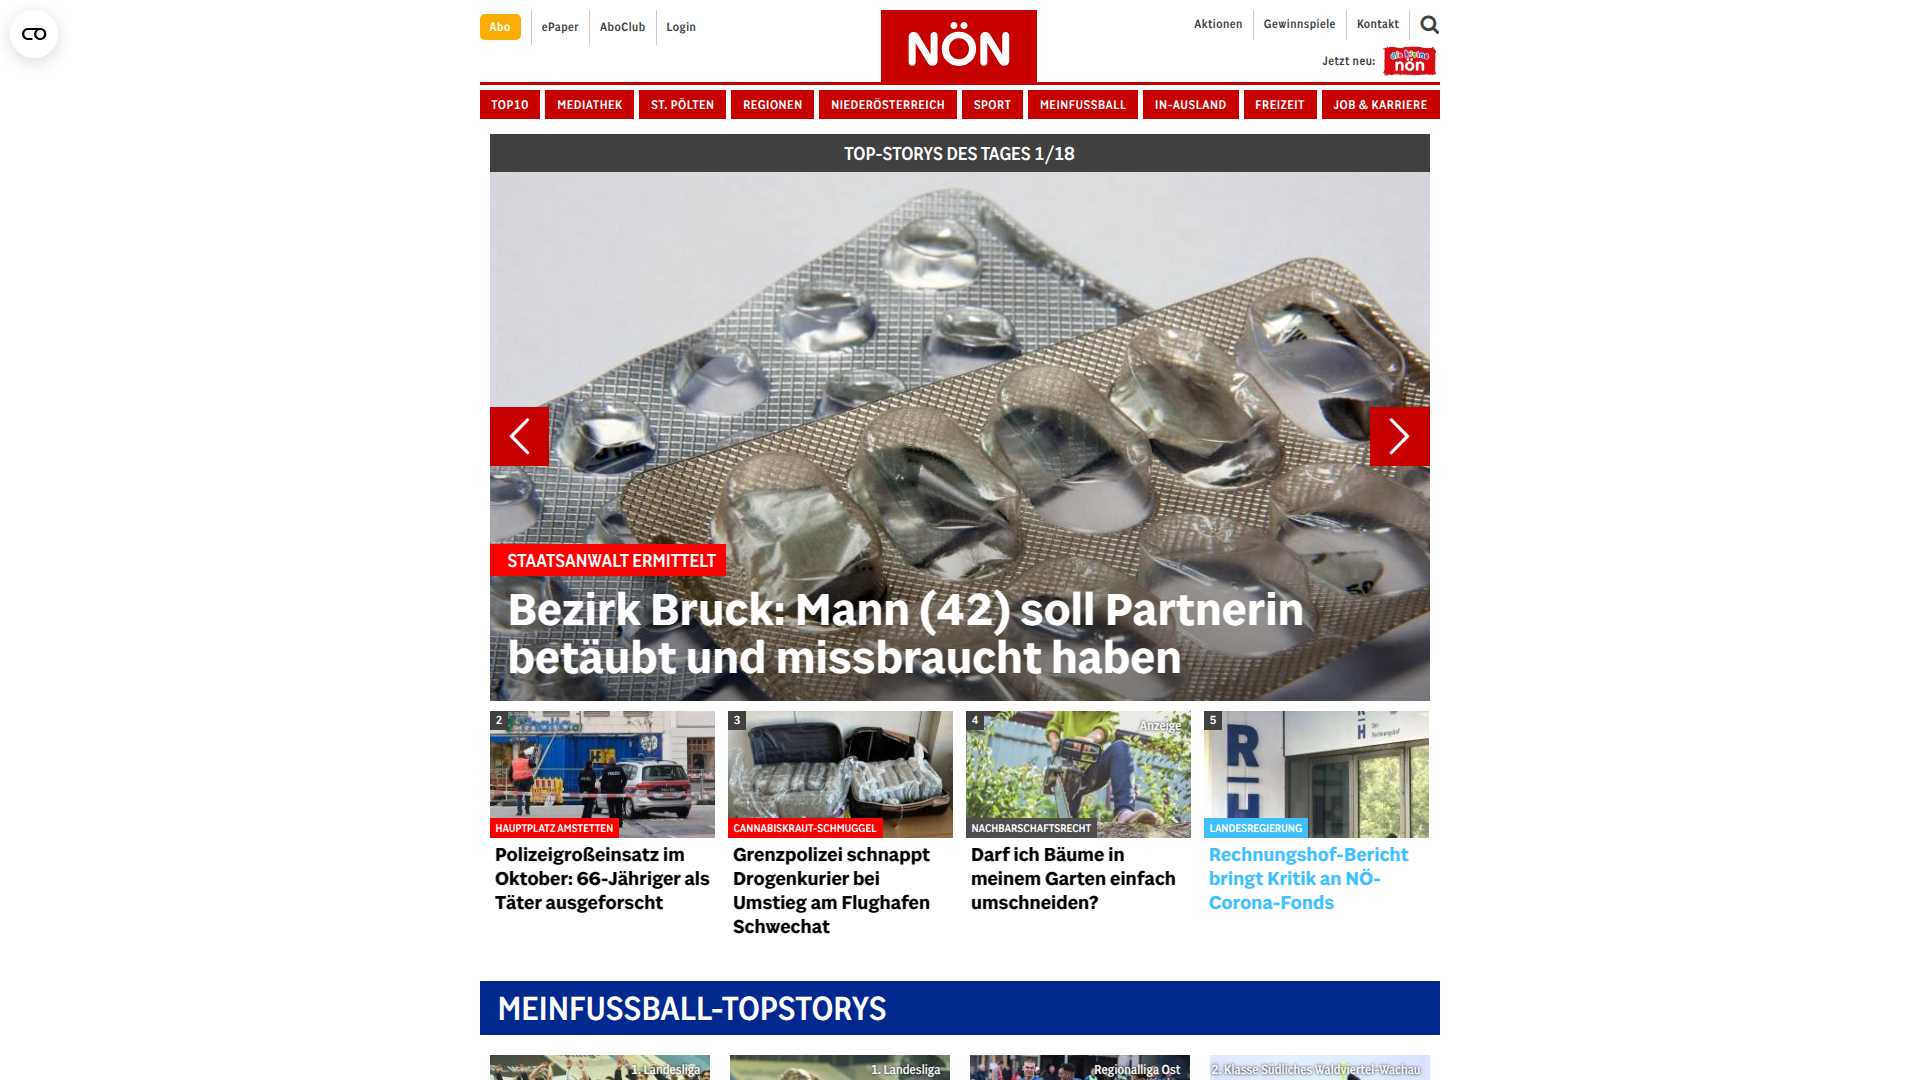 Abo
ePaper
AboClub
Login
NÖN
Aktionen
Gewinnspiele
Kontakt
Jetzt neu:
die kleine
nön
TOP10
MEDIATHEK
ST. PÖLTEN
REGIONEN
NIEDERÖSTERREICH
SPORT
MEINFUSSBALL
IN-AUSLAND
FREIZEIT
JOB & KARRIERE
TOP-STORYS DES TAGES 1/18
STAATSANWALT ERMITTELT
Bezirk Bruck: Mann (42) soll Partnerin
betäubt und missbraucht haben
2
HAUPTPLATZ AMSTETTEN
Polizeigroßeinsatz im
Oktober: 66-Jähriger als
Täter ausgeforscht
3
CANNABISKRAUT-SCHMUGGEL
Grenzpolizei schnappt
Drogenkurier bei
Umstieg am Flughafen
Schwechat
4
Anzeige
NACHBARSCHAFTSRECHT
Darf ich Bäume in
meinem Garten einfach
umschneiden?
5
R
H
R
H
Der
Rechnungshof
LANDESREGIERUNG
Rechnungshof-Bericht
bringt Kritik an NÖ-
Corona-Fonds
MEINFUSSBALL-TOPSTORYS
1. Landesliga
1. Landesliga
Regionalliga Ost
2. Klasse Südliches Waldviertel-Wachau